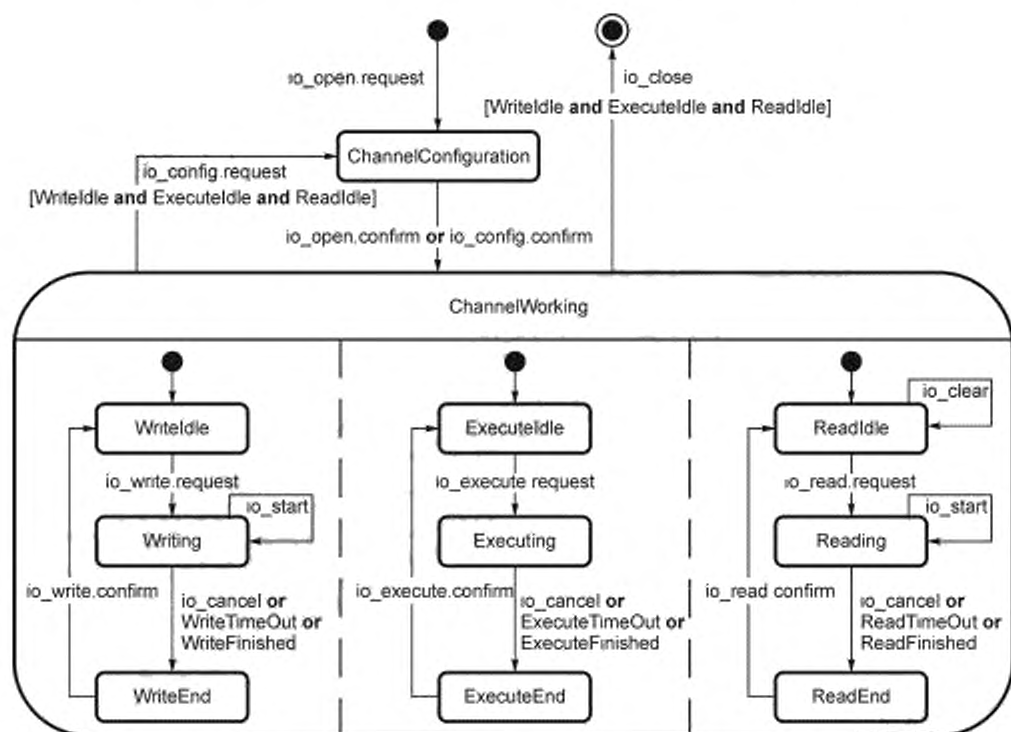 io_open.request
io_close
[WriteIdle and ExecuteIdle and ReadIdle]
ChannelConfiguration
io_config.request
[WriteIdle and ExecuteIdle and ReadIdle]
io_open.confirm or io_config.confirm
ChannelWorking
WriteIdle
io_write.request
io_start
Writing
io_write.confirm
io_cancel or
WriteTimeOut or
WriteFinished
WriteEnd
ExecuteIdle
io_execute request
Executing
io_execute.confirm
io_cancel or
ExecuteTimeOut or
ExecuteFinished
ExecuteEnd
io_clear
ReadIdle
io_read.request
io_start
Reading
io_read confirm
io_cancel or
ReadTimeOut or
ReadFinished
ReadEnd